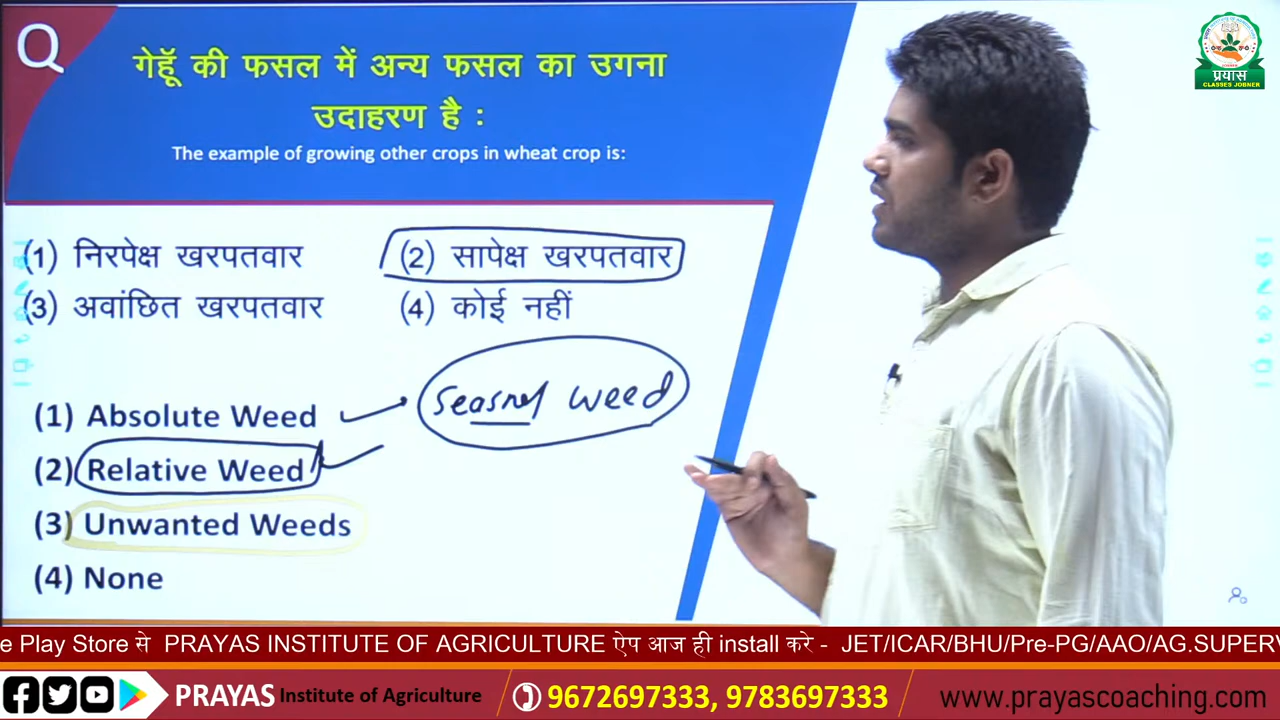 Q
गेहूॅ की फसल में अन्य फसल का उगना
उदाहरण है :
The example of growing other crops in wheat crop is:
(1) निरपेक्ष खरपतवार
(2) सापेक्ष खरपतवार
(3) अवांछित खरपतवार
(4) कोई नहीं
(1) Absolute Weed
weed
(2) Relative Weed
(3) Unwanted Weeds
(4) None
प्रयास
CLASSES JOBNER
e Play Store से PRAYAS INSTITUTE OF AGRICULTURE ऐप आज ही install करे - JET/ICAR/BHU/Pre-PG/AAO/AG.SUPERV
PRAYAS Institute of Agriculture
9672697333, 9783697333
www.prayascoaching.com